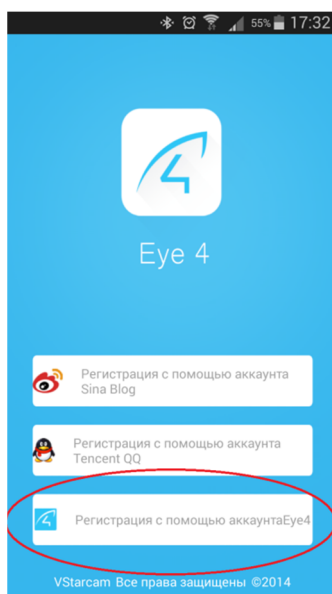 55% 17:32
4
Eye 4
Регистрация с помощью аккаунта
Sina Blog
Регистрация с помощью аккаунта
Tencent QQ
Регистрация с помощью аккаунтаEye4
VStarcam Все права защищены ©2014